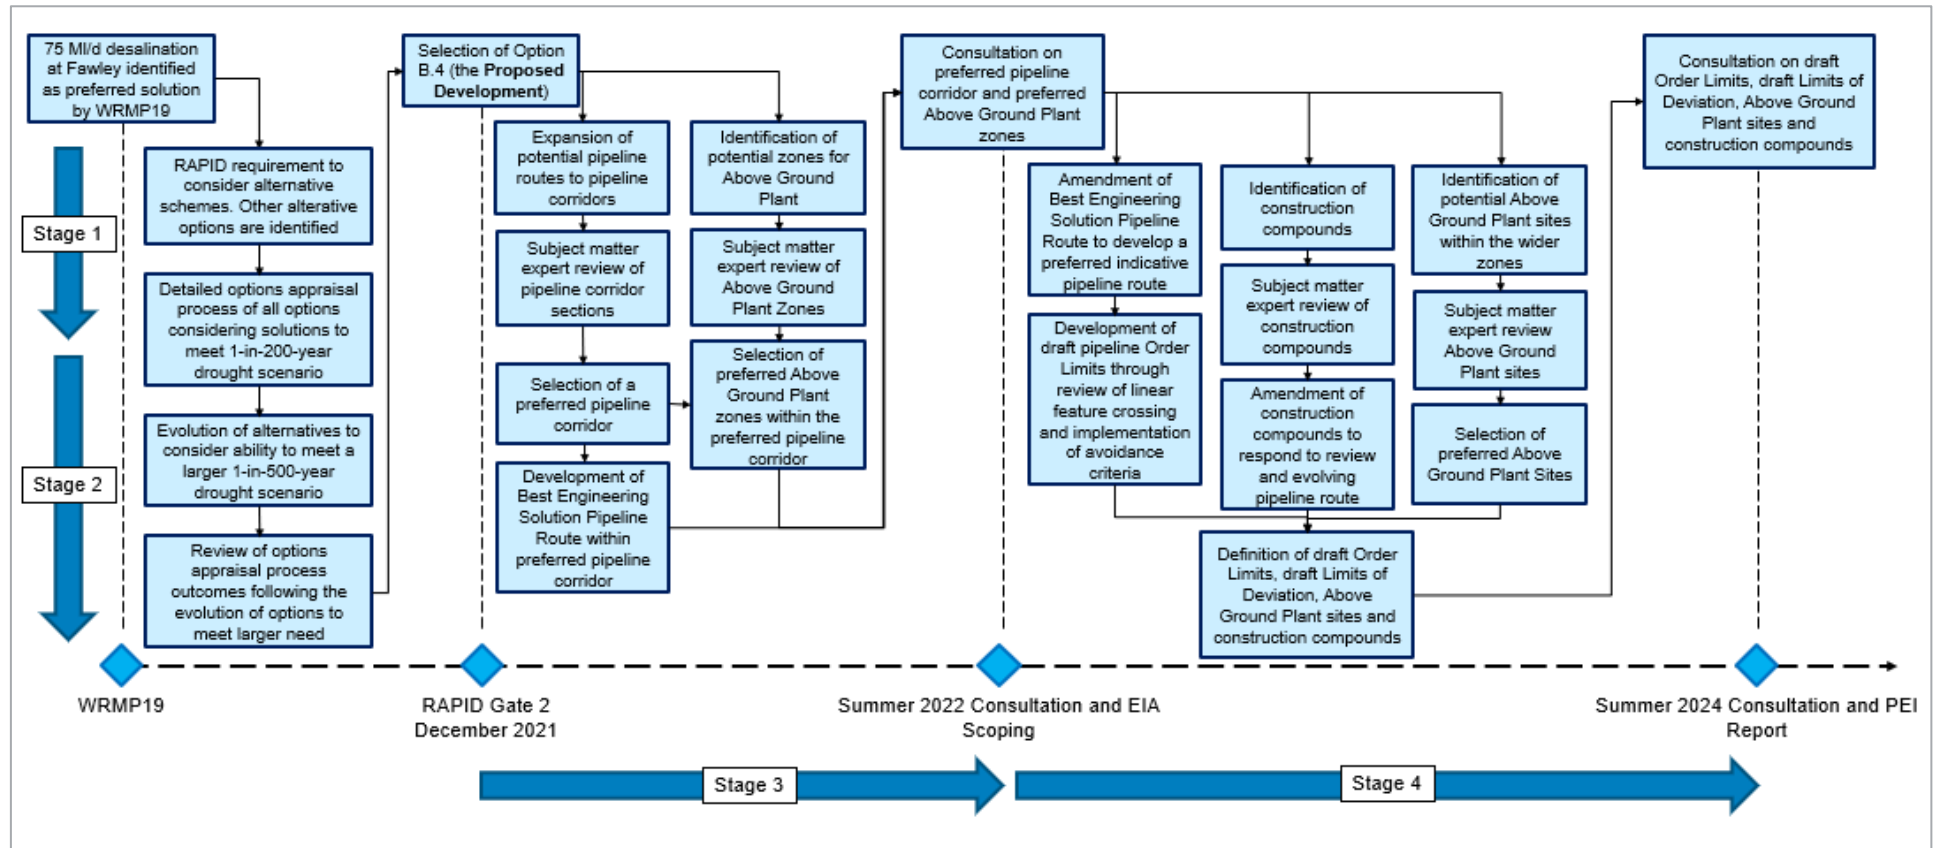 75 Ml/d desalination
at Fawley identified
as preferred solution
by WRMP19
RAPID requirement to
consider alternative
schemes. Other alterative
options are identified
Detailed options appraisal
process of all options
considering solutions to
meet 1-in-200-year
drought scenario
Evolution of alternatives to
consider ability to meet a
larger 1-in-500-year
drought scenario
Review of options
appraisal process
outcomes following the
evolution of options to
meet larger need
Stage 1
Stage 2
Selection of Option
B.4 (the Proposed
Development)
Expansion of
potential pipeline
routes to pipeline
corridors
Subject matter
expert review of
pipeline corridor
sections
Selection of a
preferred pipeline
corridor
Development of
Best Engineering
Solution Pipeline
Route within
preferred pipeline
corridor
Identification of
potential zones for
Above Ground
Plant
Subject matter
expert review of
Above Ground
Plant Zones
Selection of
preferred Above
Ground Plant
zones within the
preferred pipeline
corridor
Consultation on
preferred pipeline
corridor and preferred
Above Ground Plant
zones
Amendment of
Best Engineering
Solution Pipeline
Route to develop a
preferred indicative
pipeline route
Development of
draft pipeline Order
Limits through
review of linear
feature crossing
and implementation
of avoidance
criteria
Identification of
construction
compounds
Subject matter
expert review of
construction
compounds
Amendment of
construction
compounds to
respond to review
and evolving
pipeline route
Identification of
potential Above
Ground Plant sites
within the wider
zones
Subject matter
expert review
Above Ground
Plant sites
Selection of
preferred Above
Ground Plant Sites
Definition of draft Order
Limits, draft Limits of
Deviation, Above
Ground Plant sites and
construction compounds
Consultation on draft
Order Limits, draft Limits of
Deviation, Above Ground
Plant sites and
construction compounds
WRMP19
RAPID Gate 2
December 2021
Summer 2022 Consultation and EIA
Scoping
Summer 2024 Consultation and PEI
Report
Stage 3
Stage 4